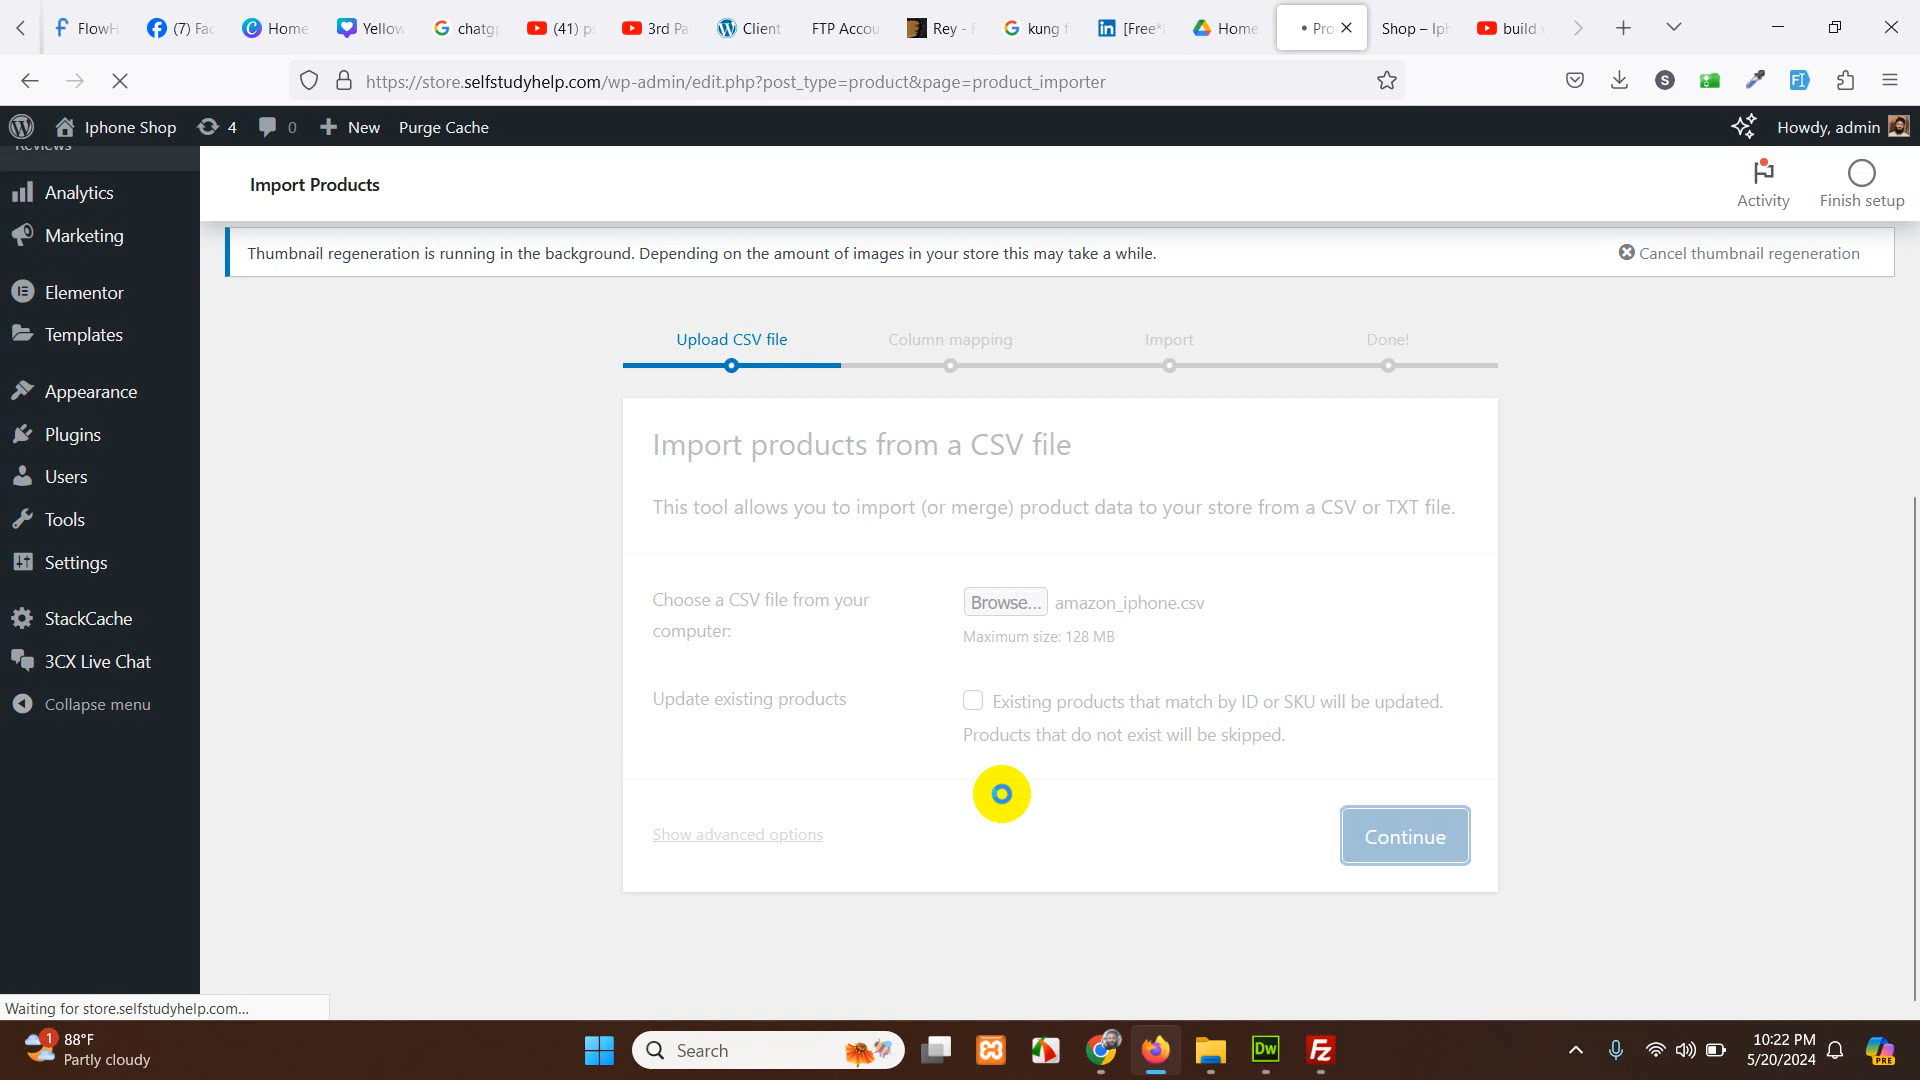 FlowH
(7) Fac
Home
Yellow
chatg
(41) ps
3rd Pa
Client
FTP Accou
Rey - F
kung f
[Free*
Home
Pro
Shop – Iph
build
https://store.selfstudyhelp.com/wp-admin/edit.php?post_type=product&page=product_importer
Iphone Shop
4
0
New
Purge Cache
Howdy, admin
Reviews
Analytics
Marketing
Elementor
Templates
Appearance
Plugins
Users
Tools
Settings
StackCache
3CX Live Chat
Collapse menu
Import Products
Activity
Finish setup
Thumbnail regeneration is running in the background. Depending on the amount of images in your store this may take a while.
Cancel thumbnail regeneration
Upload CSV file
Column mapping
Import
Done!
Import products from a CSV file
This tool allows you to import (or merge) product data to your store from a CSV or TXT file.
Choose a CSV file from your
computer:
Browse...
amazon_iphone.csv
Maximum size: 128 MB
Update existing products
Existing products that match by ID or SKU will be updated.
Products that do not exist will be skipped.
Show advanced options
Continue
Waiting for store.selfstudyhelp.com...
1
88°F
Partly cloudy
Search
Dw
Fz
10:22 PM
5/20/2024
PRE